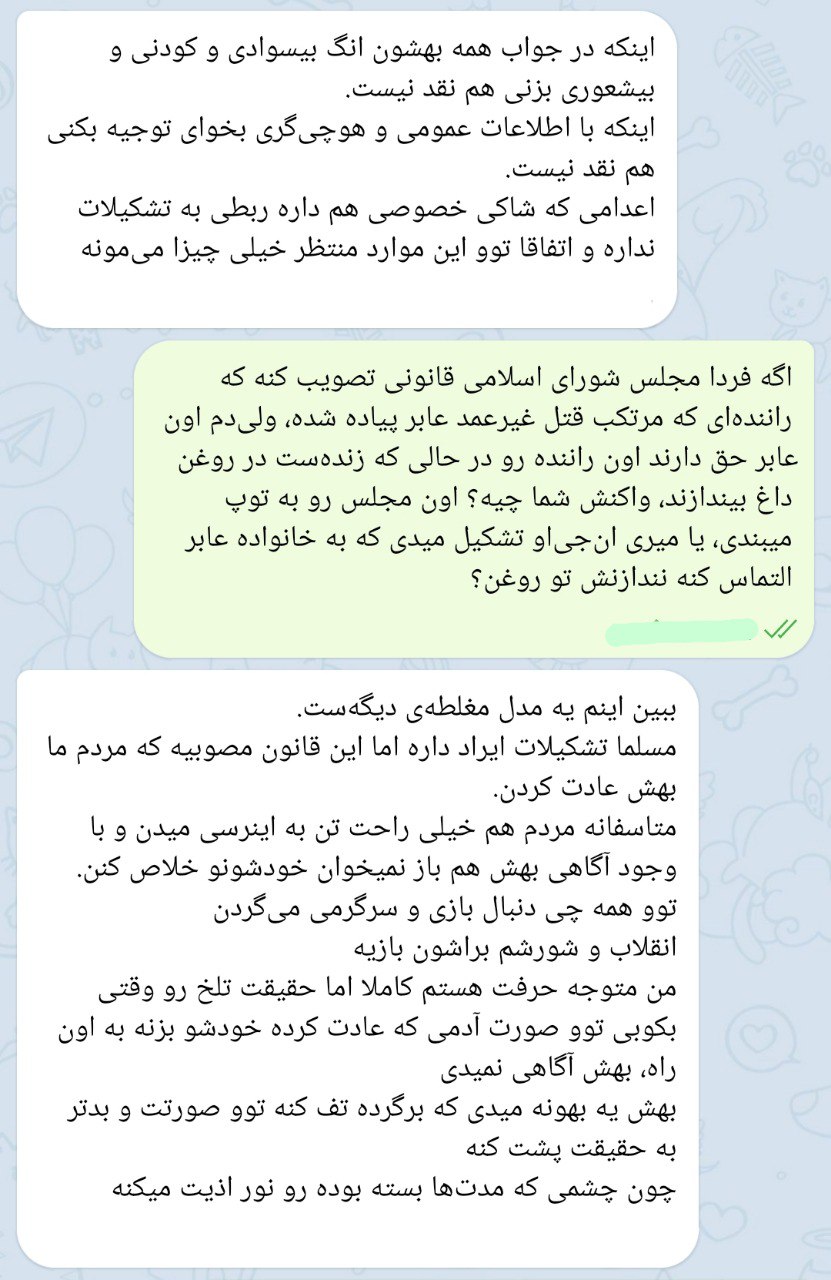 اینکه در جواب همه بهشون انگ بیسوادی و کودنی و
بیشعوری بزنی هم نقد نیست.
اینکه با اطلاعات عمومی و هوچی‌گری بخوای توجیه بکنی
هم نقد نیست.
اعدامی که شاکی خصوصی هم داره ربطی به تشکیلات
نداره و اتفاقا توو این موارد منتظر خیلی چیزا می‌مونه
اگه فردا مجلس شورای اسلامی قانونی تصویب کنه که
راننده‌ای که مرتکب قتل غیرعمد عابر پیاده شده، ولی‌دم اون
عابر حق دارند اون راننده رو در حالی که زنده‌ست در روغن
داغ بیندازند، واکنش شما چیه؟ اون مجلس رو به توپ
میبندی، یا میری ان‌جی‌او تشکیل میدی که به خانواده عابر
التماس کنه نندازنش تو روغن؟
ببین اینم یه مدل مغلطه‌ی دیگه‌ست.
مسلما تشکیلات ایراد داره اما این قانون مصوبیه که مردم ما
بهش عادت کردن.
متاسفانه مردم هم خیلی راحت تن به اینرسی میدن و با
وجود آگاهی بهش هم باز نمیخوان خودشونو خلاص کنن.
توو همه چی دنبال بازی و سرگرمی می‌گردن
انقلاب و شورشم براشون بازیه
من متوجه حرفت هستم کاملا اما حقیقت تلخ رو وقتی
بکوبی توو صورت آدمی که عادت کرده خودشو بزنه به اون
راه، بهش آگاهی نمیدی
بهش یه بهونه میدی که برگرده تف کنه توو صورتت و بدتر
به حقیقت پشت کنه
چون چشمی که مدت‌ها بسته بوده رو نور اذیت میکنه